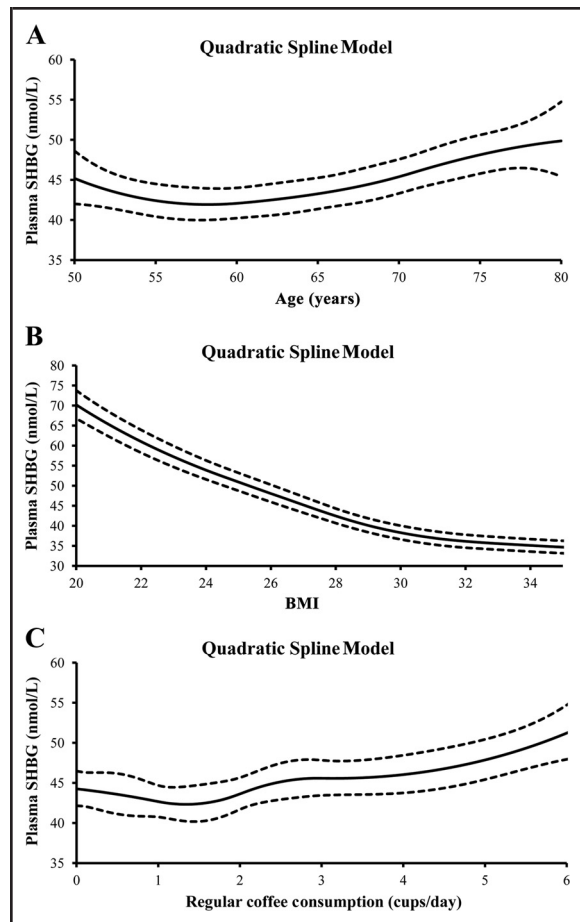 A
Quadratic Spline Model
Plasma SHBG (nmol/L)
60
55
50
45
40
35
50 55 60 65 70 75 80
Age (years)
B
Quadratic Spline Model
Plasma SHBG (nmol/L)
80
75
70
65
60
55
50
45
40
35
30
20 22 24 26 28 30 32 34
BMI
C
Quadratic Spline Model
Plasma SHBG (nmol/L)
60
55
50
45
40
35
0 1 2 3 4 5 6
Regular coffee consumption (cups/day)